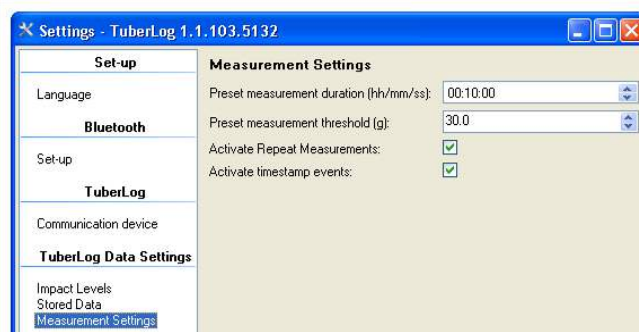 Settings - TuberLog 1.1.103.5132
Set-up
Language
Bluetooth
Set-up
TuberLog
Communication device
TuberLog Data Settings
Impact Levels
Stored Data
Measurement Settings
Measurement Settings
Preset measurement duration (hh/mm/ss): 00:10:00
Preset measurement threshold (g): 30.0
Activate Repeat Measurements:
Activate timestamp events: